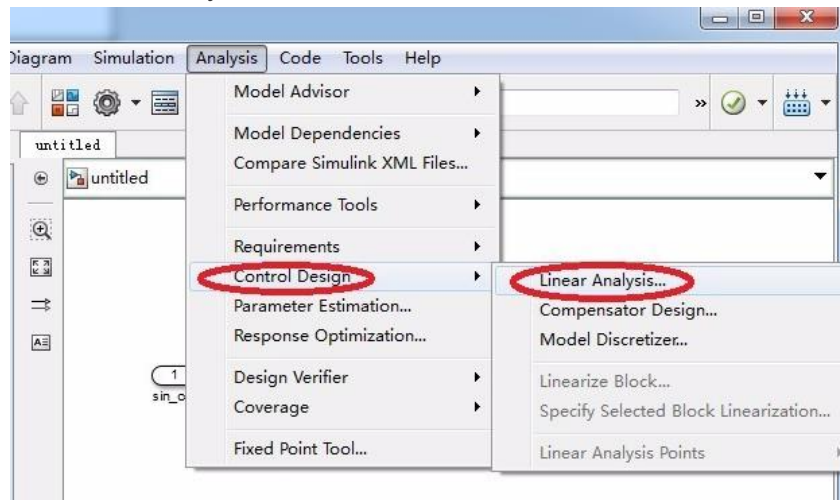 Diagram Simulation Analysis Code Tools Help
untitled
untitled
Model Advisor
Model Dependencies
Compare Simulink XML Files...
Performance Tools
Requirements
Control Design
Parameter Estimation...
Response Optimization...
Design Verifier
Coverage
Fixed Point Tool...
Linear Analysis...
Compensator Design...
Model Discretizer...
Linearize Block...
Specify Selected Block Linearization...
Linear Analysis Points
1
sin_o